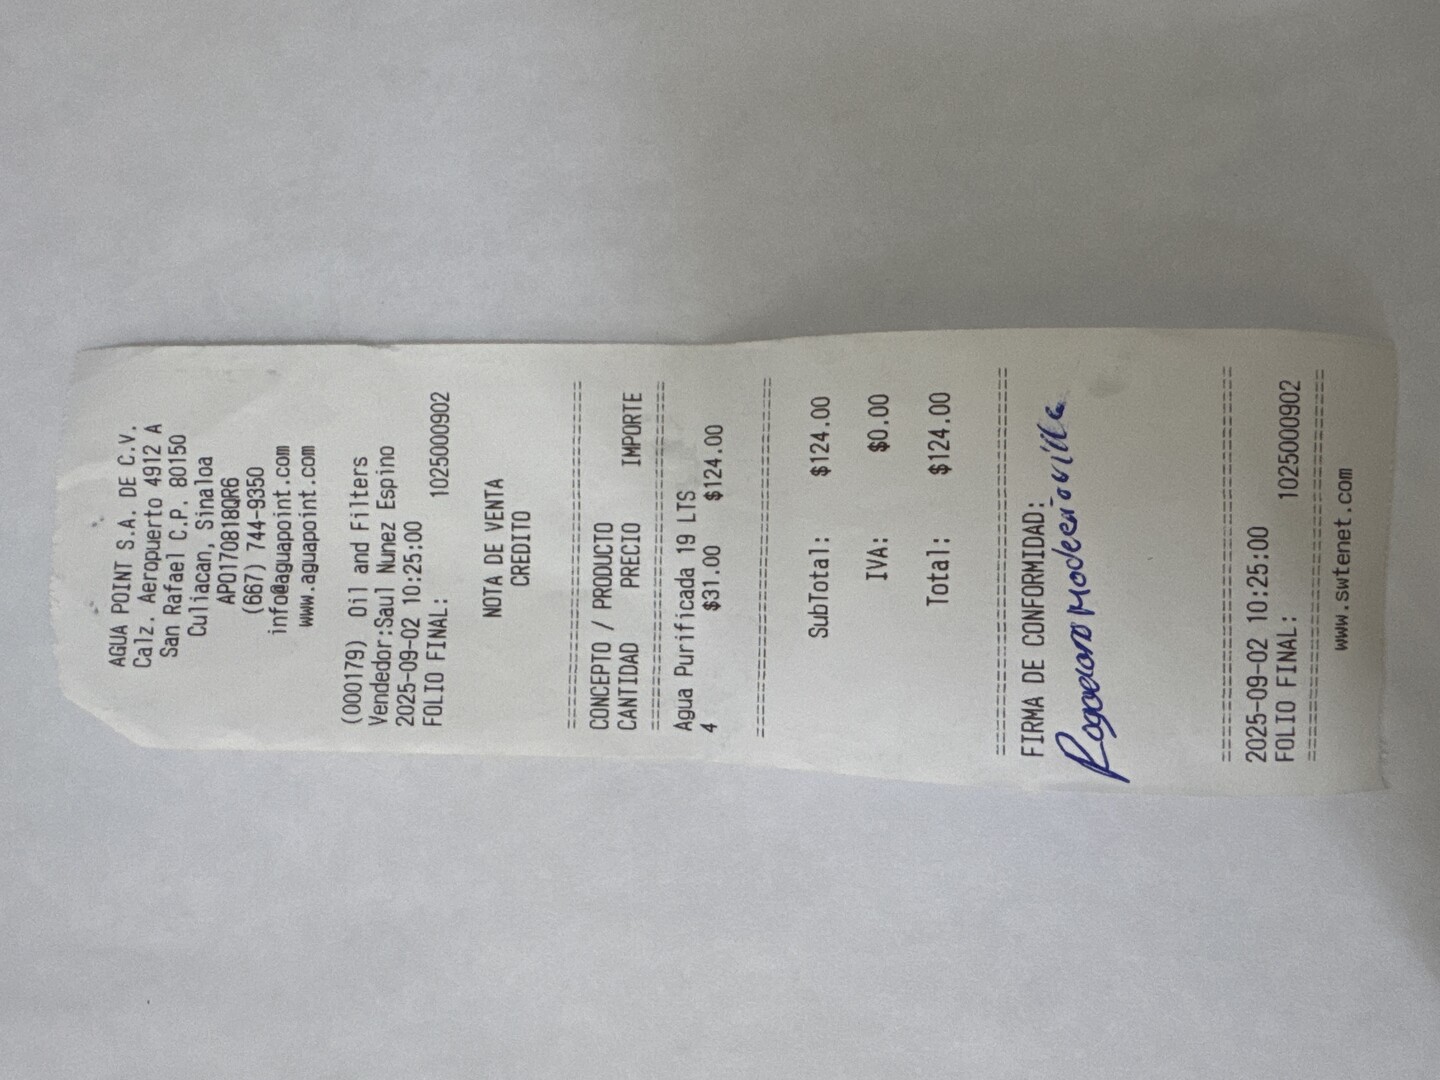 AGUA POINT S.A. DE C.V.
Calz. Aeropuerto 4912 A
San Rafael C.P. 80150
Culiacan, Sinaloa
APO170818QR6
(667) 744-9350
info@aguapoint.com
www.aguapoint.com
(000179) Oil and Filters
Vendedor:Saul Nunez Espino
2025-09-02 10:25:00
FOLIO FINAL: 1025000902
NOTA DE VENTA
CREDITO
==========================
CONCEPTO / PRODUCTO
CANTIDAD PRECIO IMPORTE
==========================
Agua Purificada 19 LTS
4 $31.00 $124.00
==========================
SubTotal: $124.00
IVA: $0.00
Total: $124.00
==========================
FIRMA DE CONFORMIDAD:
==========================
2025-09-02 10:25:00
FOLIO FINAL: 1025000902
==========================
www.swtenet.com